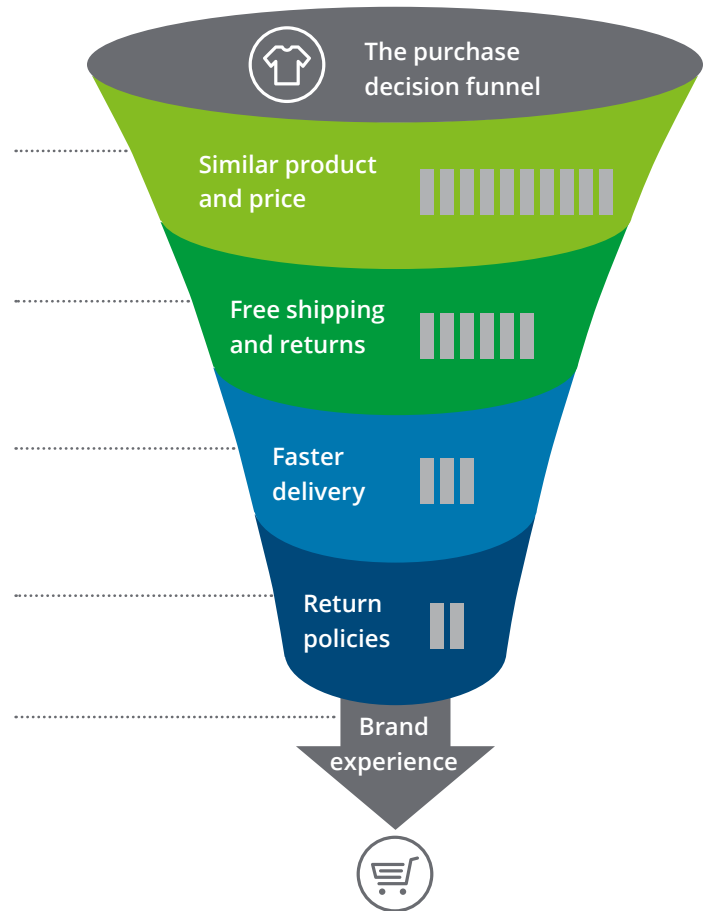 The purchase
decision funnel
Similar product
and price
Free shipping
and returns
Faster
delivery
Return
policies
Brand
experience